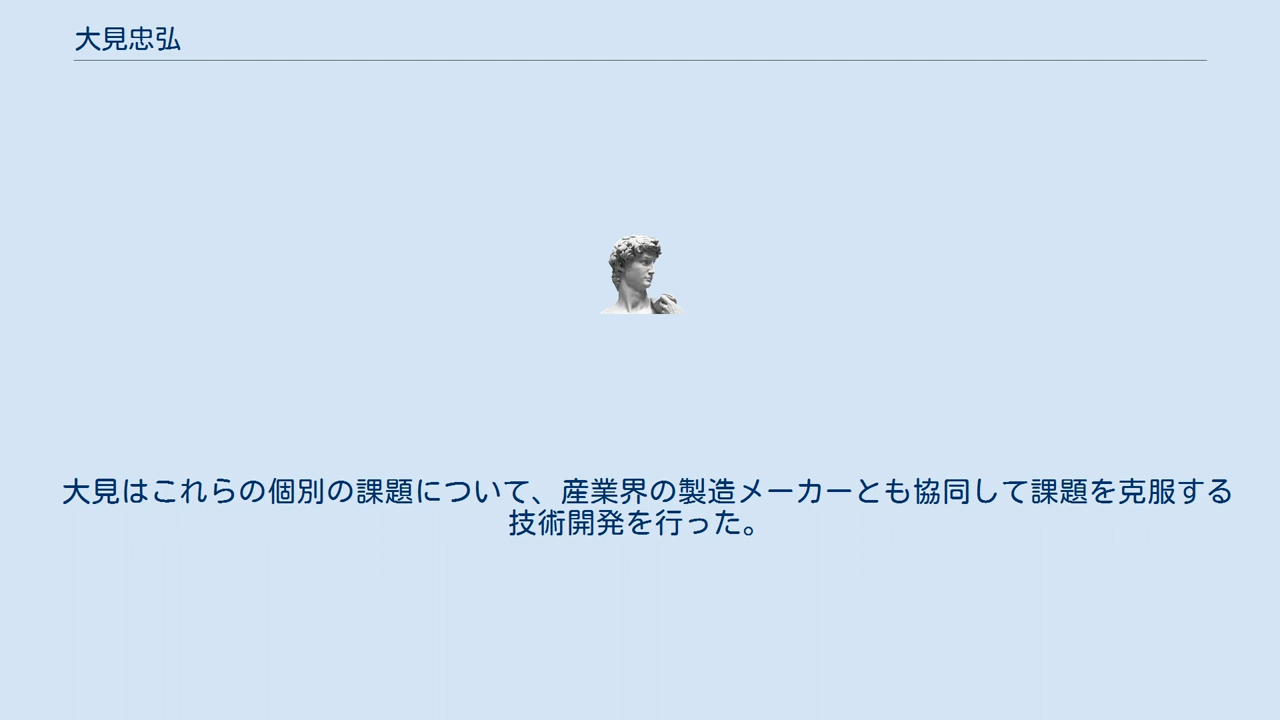 大見忠弘
大見はこれらの個別の課題について、産業界の製造メーカーとも協同して課題を克服する
技術開発を行った。